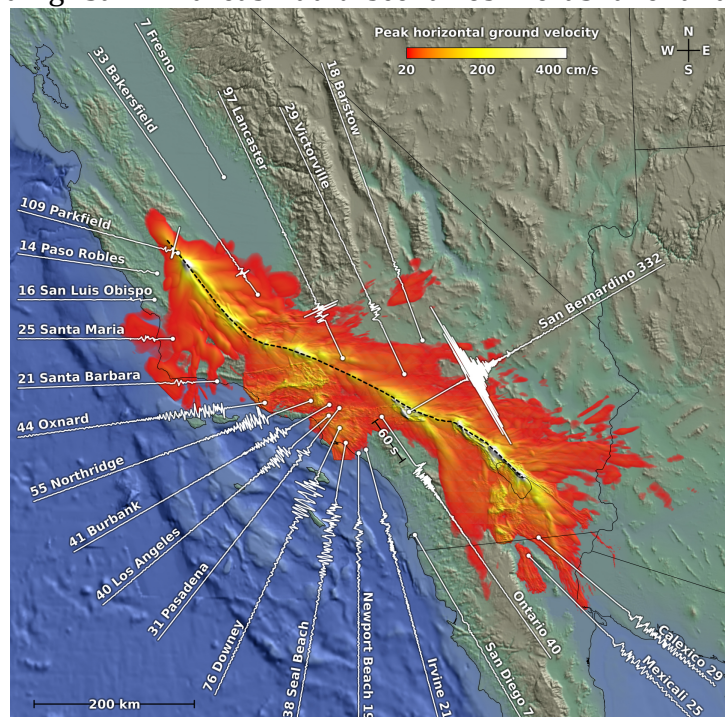 Peak horizontal ground velocity
20 200 400 cm/s
N
W E
S
7 Fresno
33 Bakersfield
97 Lancaster
29 Victorville
18 Barstow
109 Parkfield
14 Paso Robles
16 San Luis Obispo
25 Santa Maria
21 Santa Barbara
44 Oxnard
55 Northridge
41 Burbank
40 Los Angeles
31 Pasadena
76 Downey
38 Seal Beach
Newport Beach 19
Irvine 21
San Diego 7
Ontario 40
Mexicali 25
Calexico 29
San Bernardino 332
60 s
200 km